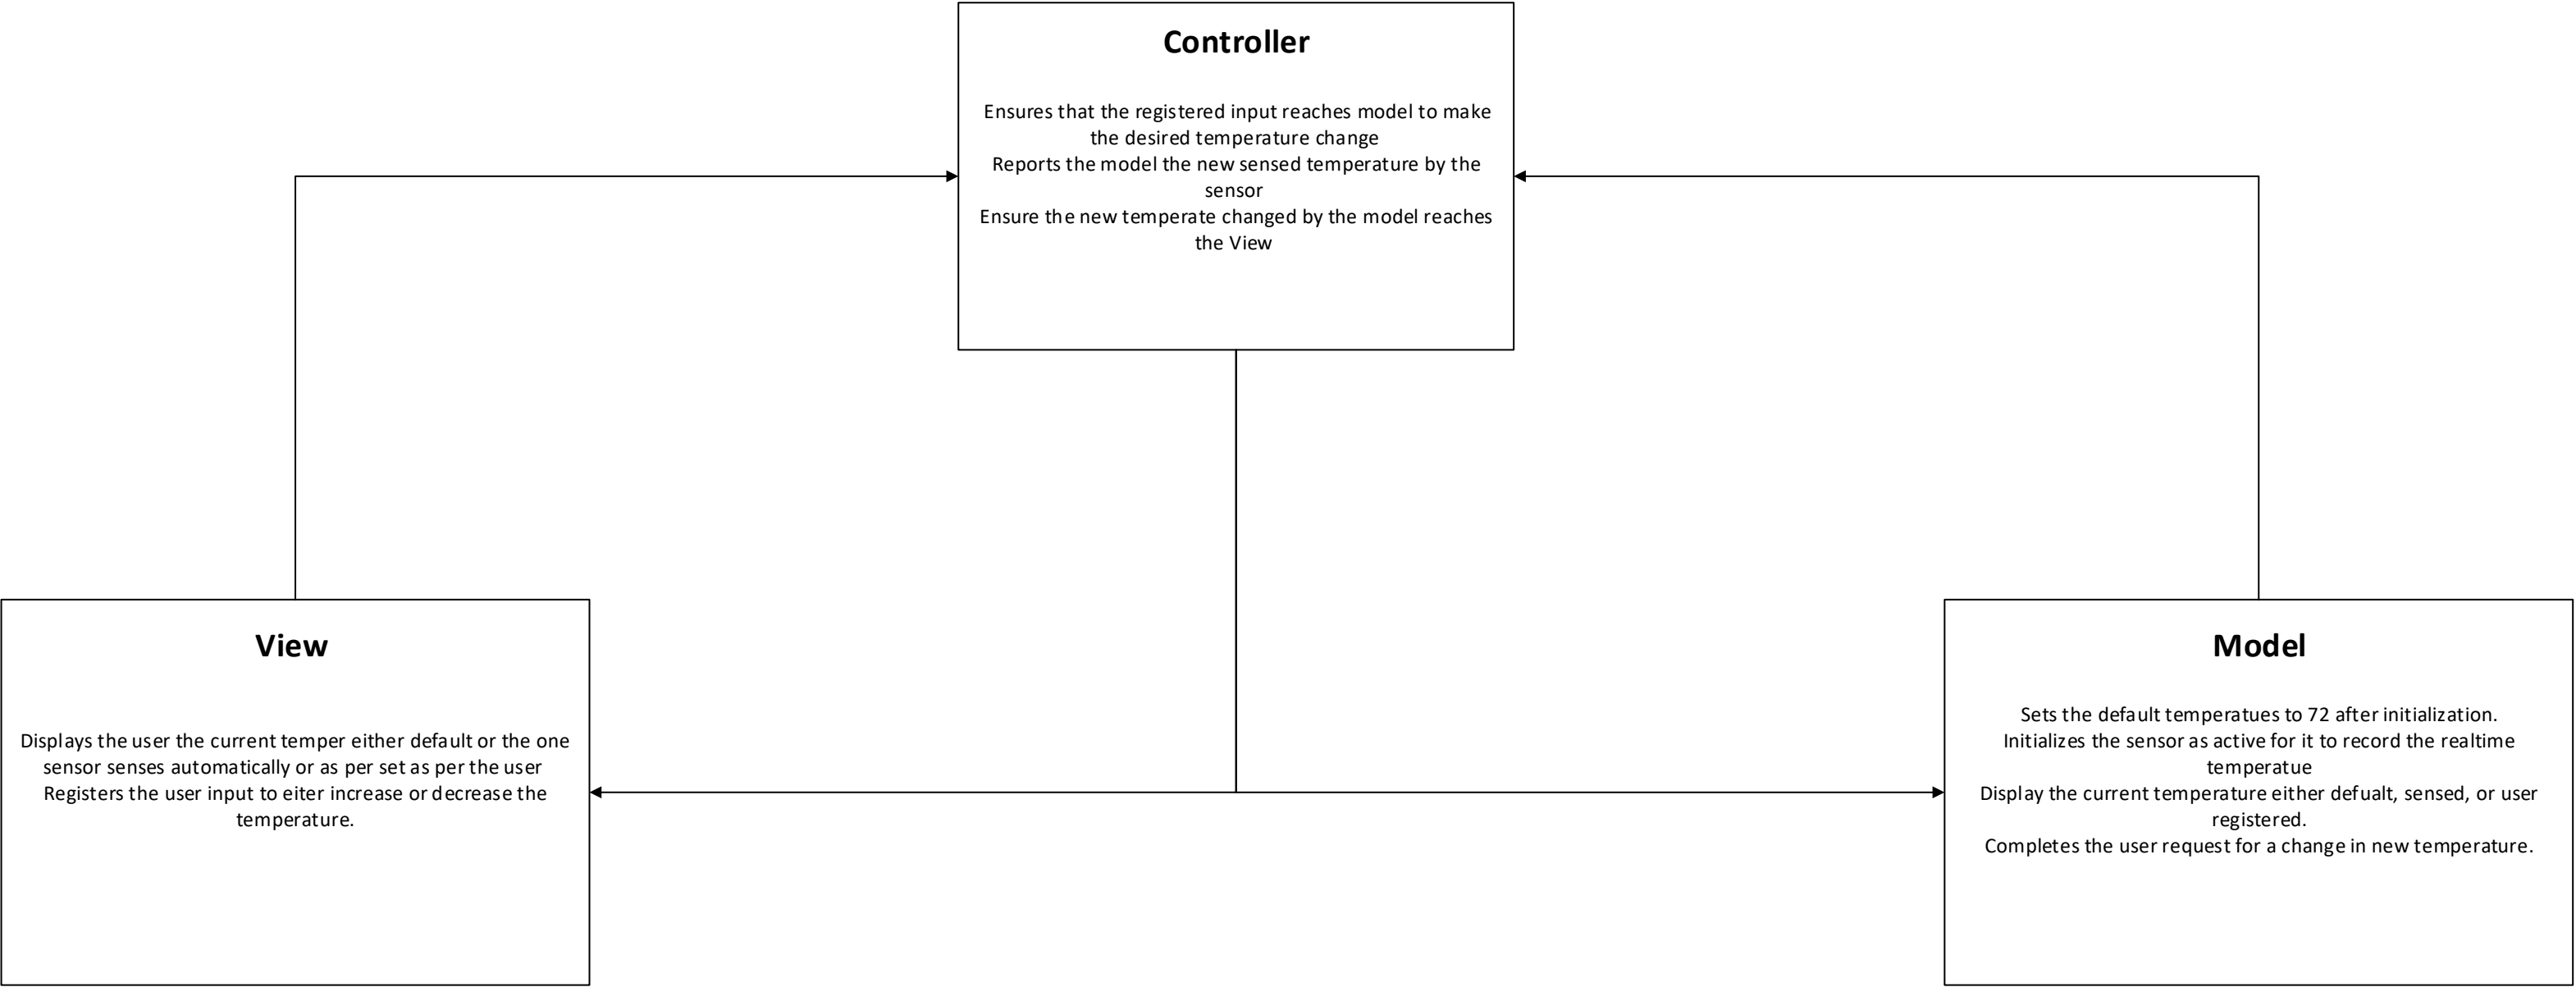 Controller
Ensures that the registered input reaches model to make
the desired temperature change
Reports the model the new sensed temperature by the
sensor
Ensure the new temperate changed by the model reaches
the View
View
Displays the user the current temper either default or the one
sensor senses automatically or as per set as per the user
Registers the user input to eiter increase or decrease the
temperature.
Model
Sets the default temperatues to 72 after initialization.
Initializes the sensor as active for it to record the realtime
temperatue
Display the current temperature either defualt, sensed, or user
registered.
Completes the user request for a change in new temperature.